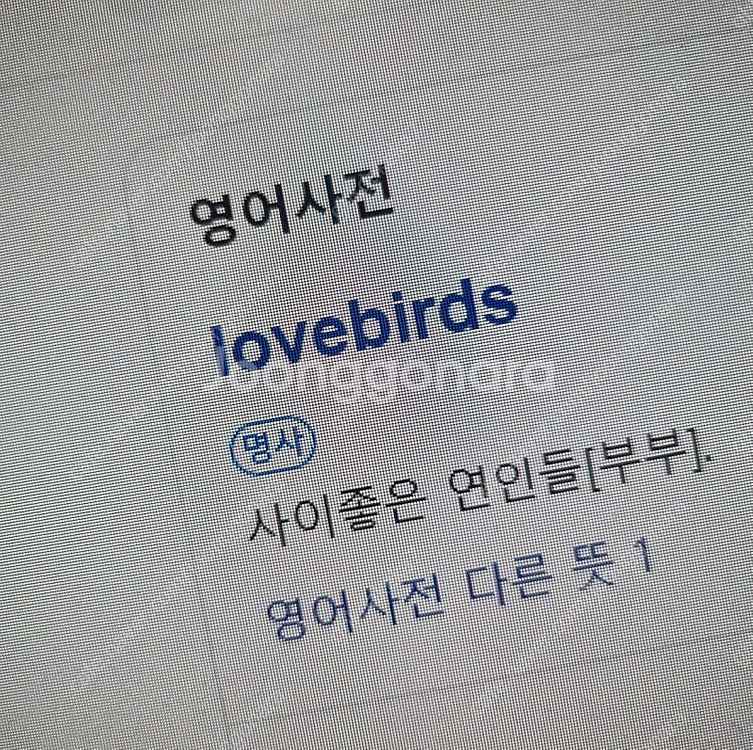 영어사전
lovebirds
Joonggonara
명사
사이좋은 연인들[부부].
영어사전 다른 뜻 1